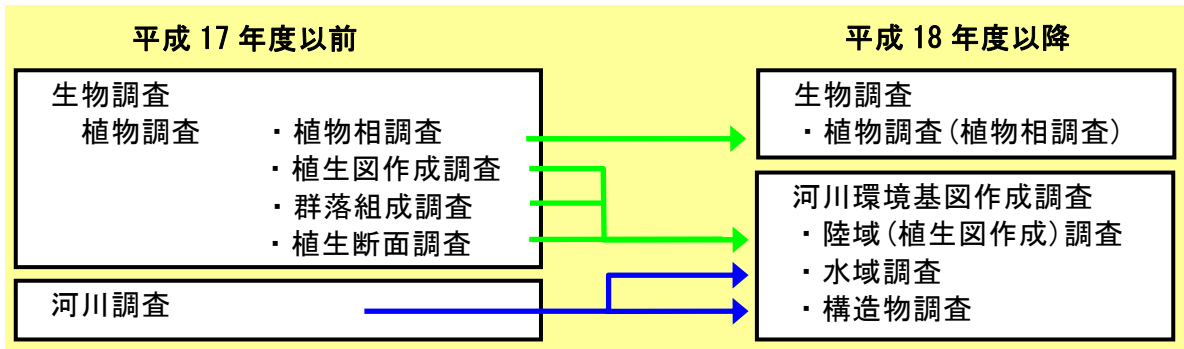 平成 17 年度以前
生物調査
植物調査 ・植物相調査
・植生図作成調査
・群落組成調査
・植生断面調査
河川調査
平成 18 年度以降
生物調査
・植物調査(植物相調査)
河川環境基図作成調査
・陸域(植生図作成)調査
・水域調査
・構造物調査